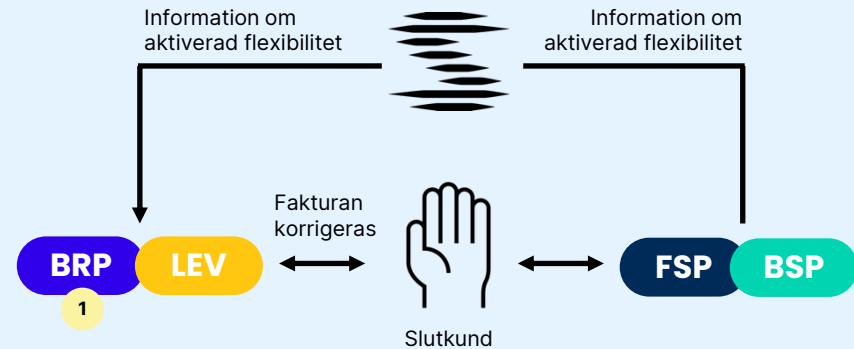 Information om
aktiverad flexibilitet
Information om
aktiverad flexibilitet
Fakturan
korrigeras
BRP
LEV
FSP
BSP
1
Slutkund